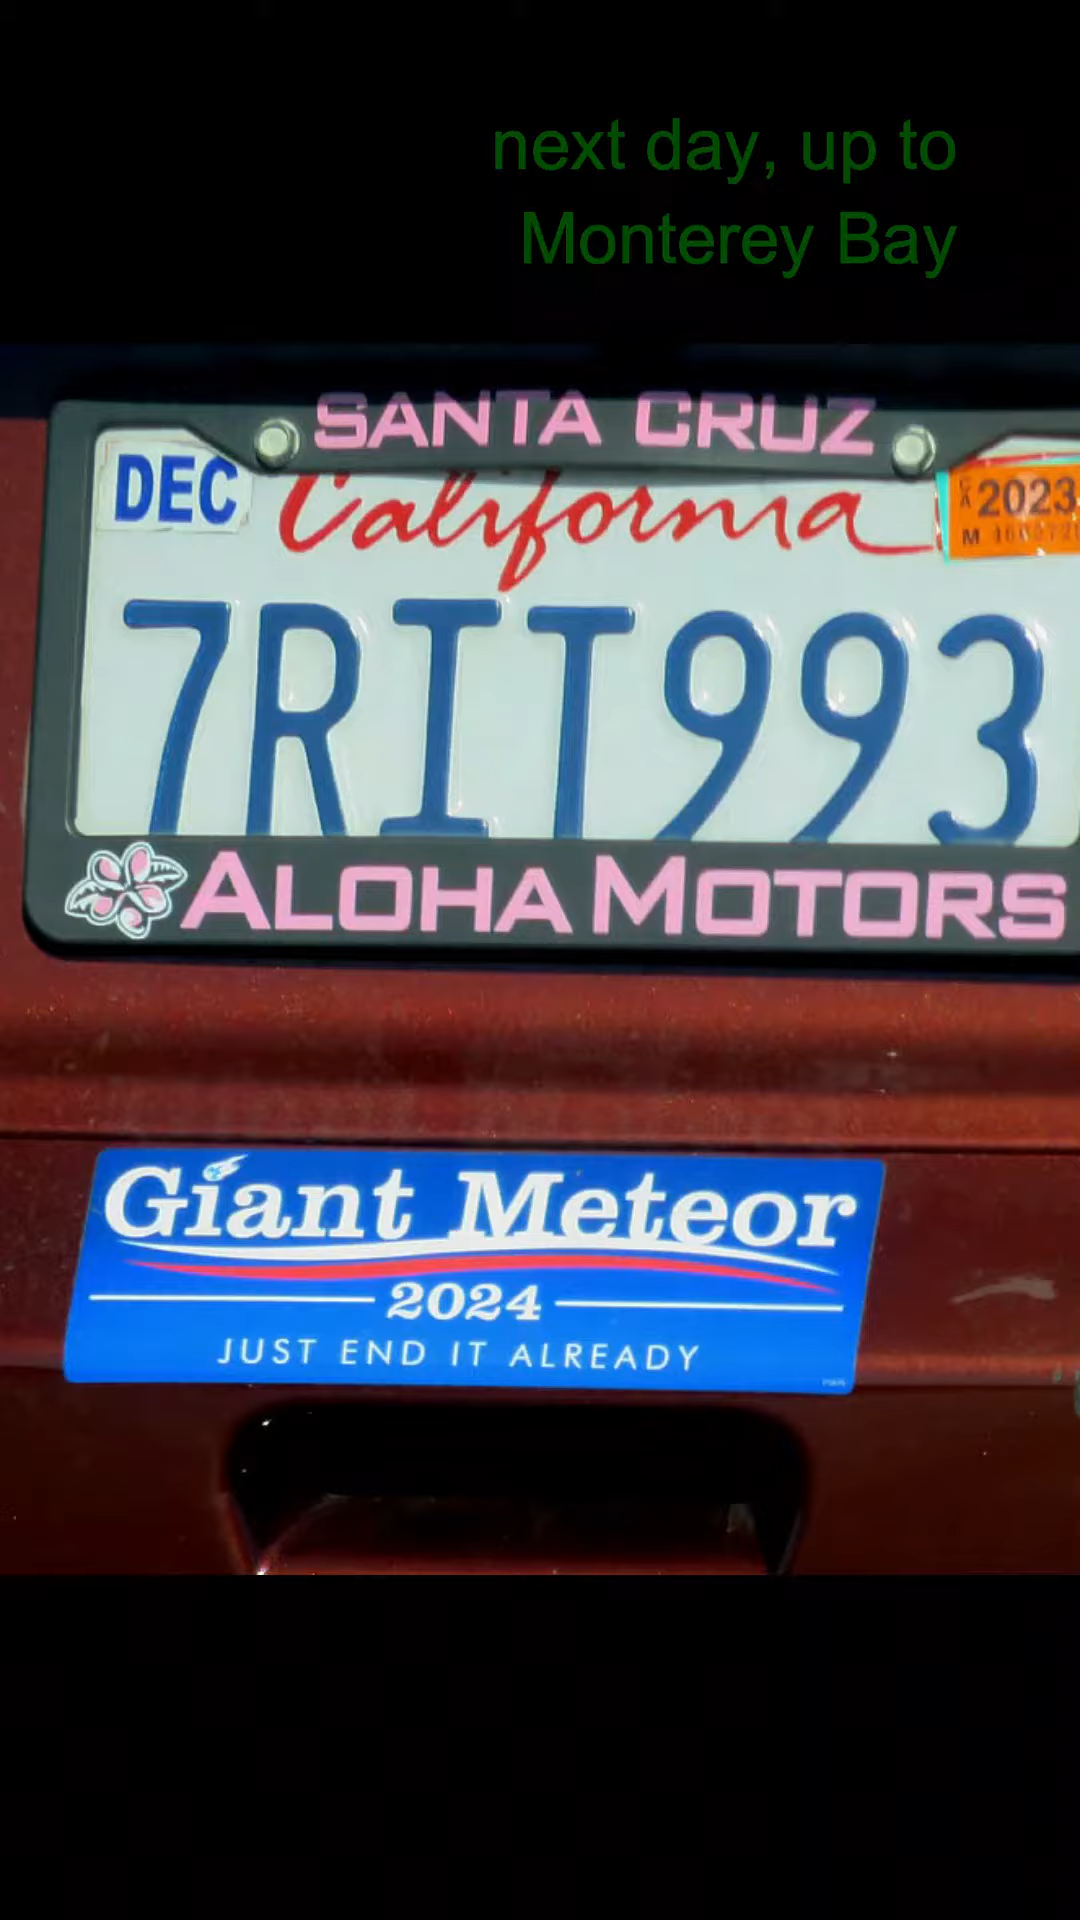 next day, up to
Monterey Bay
SANTA CRUZ
DEC California CA 2023
M
7RIT993
ALOHA MOTORS
Giant Meteor
2024
JUST END IT ALREADY